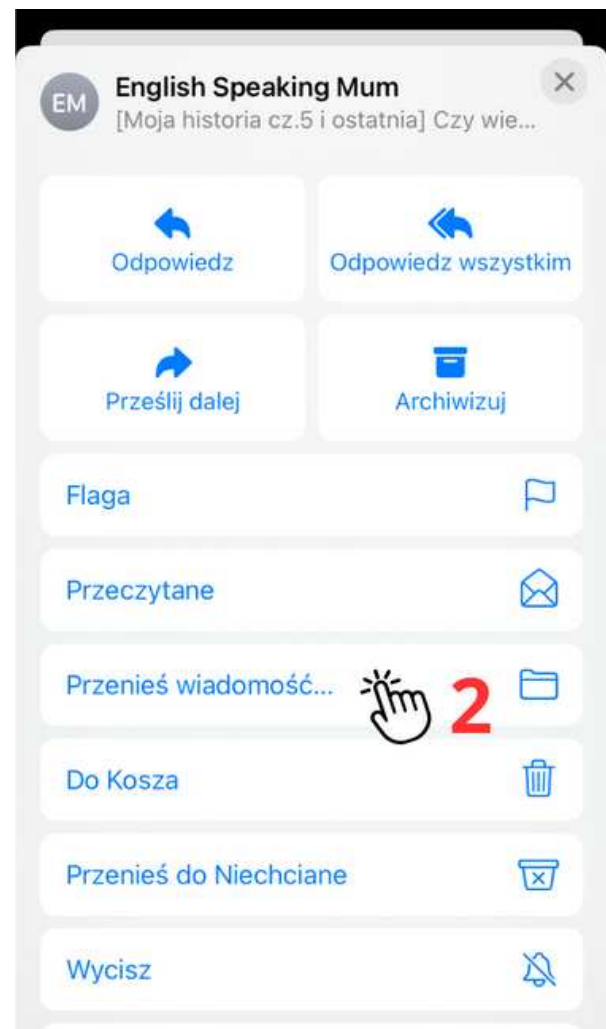 EM
English Speaking Mum
[Moja historia cz.5 i ostatnia] Czy wie...
Odpowiedz
Odpowiedz wszystkim
Prześlij dalej
Archiwizuj
Flaga
Przeczytane
Przenieś wiadomość...
2
Do Kosza
Przenieś do Niechciane
Wycisz